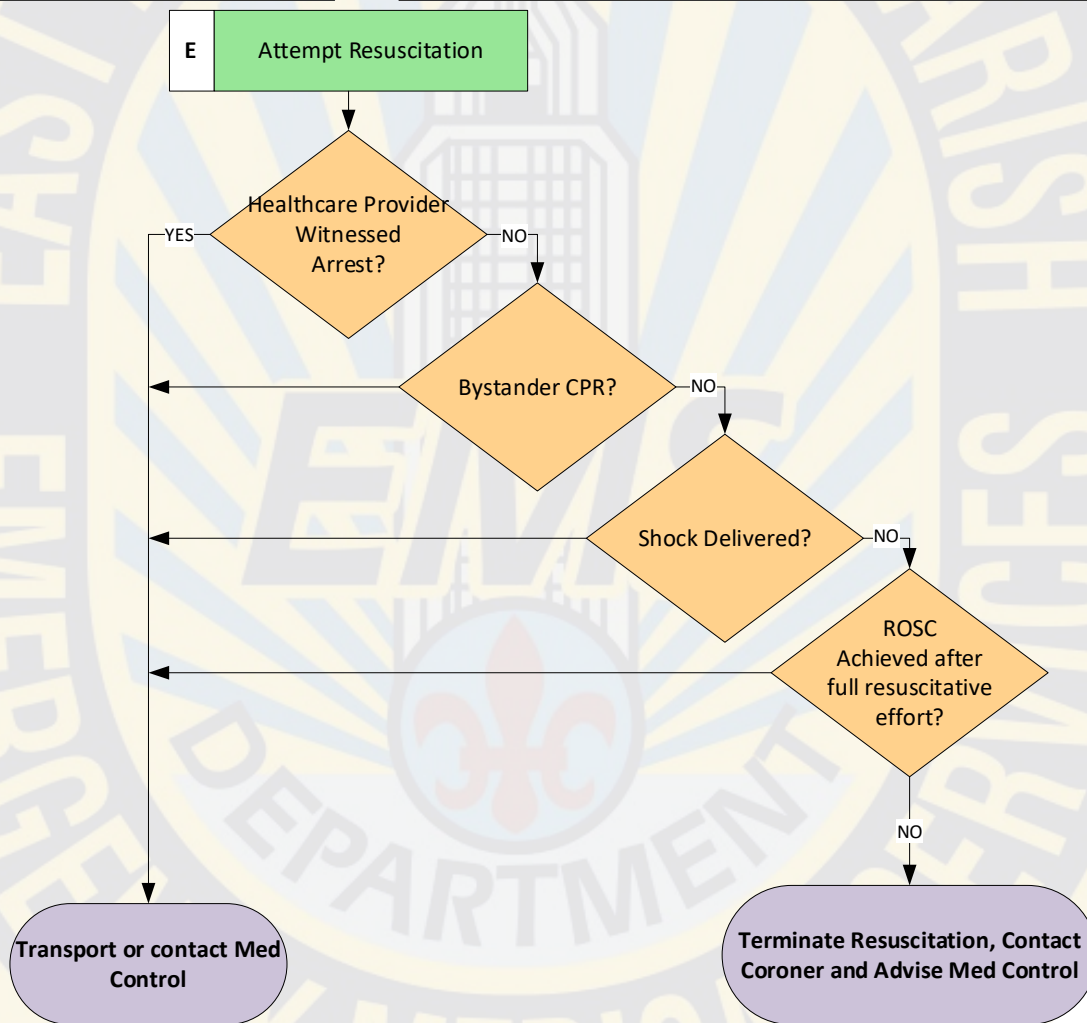 E
Attempt Resuscitation
Healthcare Provider
Witnessed
Arrest?
YES
NO
Bystander CPR?
NO
Shock Delivered?
NO
ROSC
Achieved after
full resuscitative
effort?
NO
Transport or contact Med
Control
Terminate Resuscitation, Contact
Coroner and Advise Med Control
EMS
DEPARTMENT